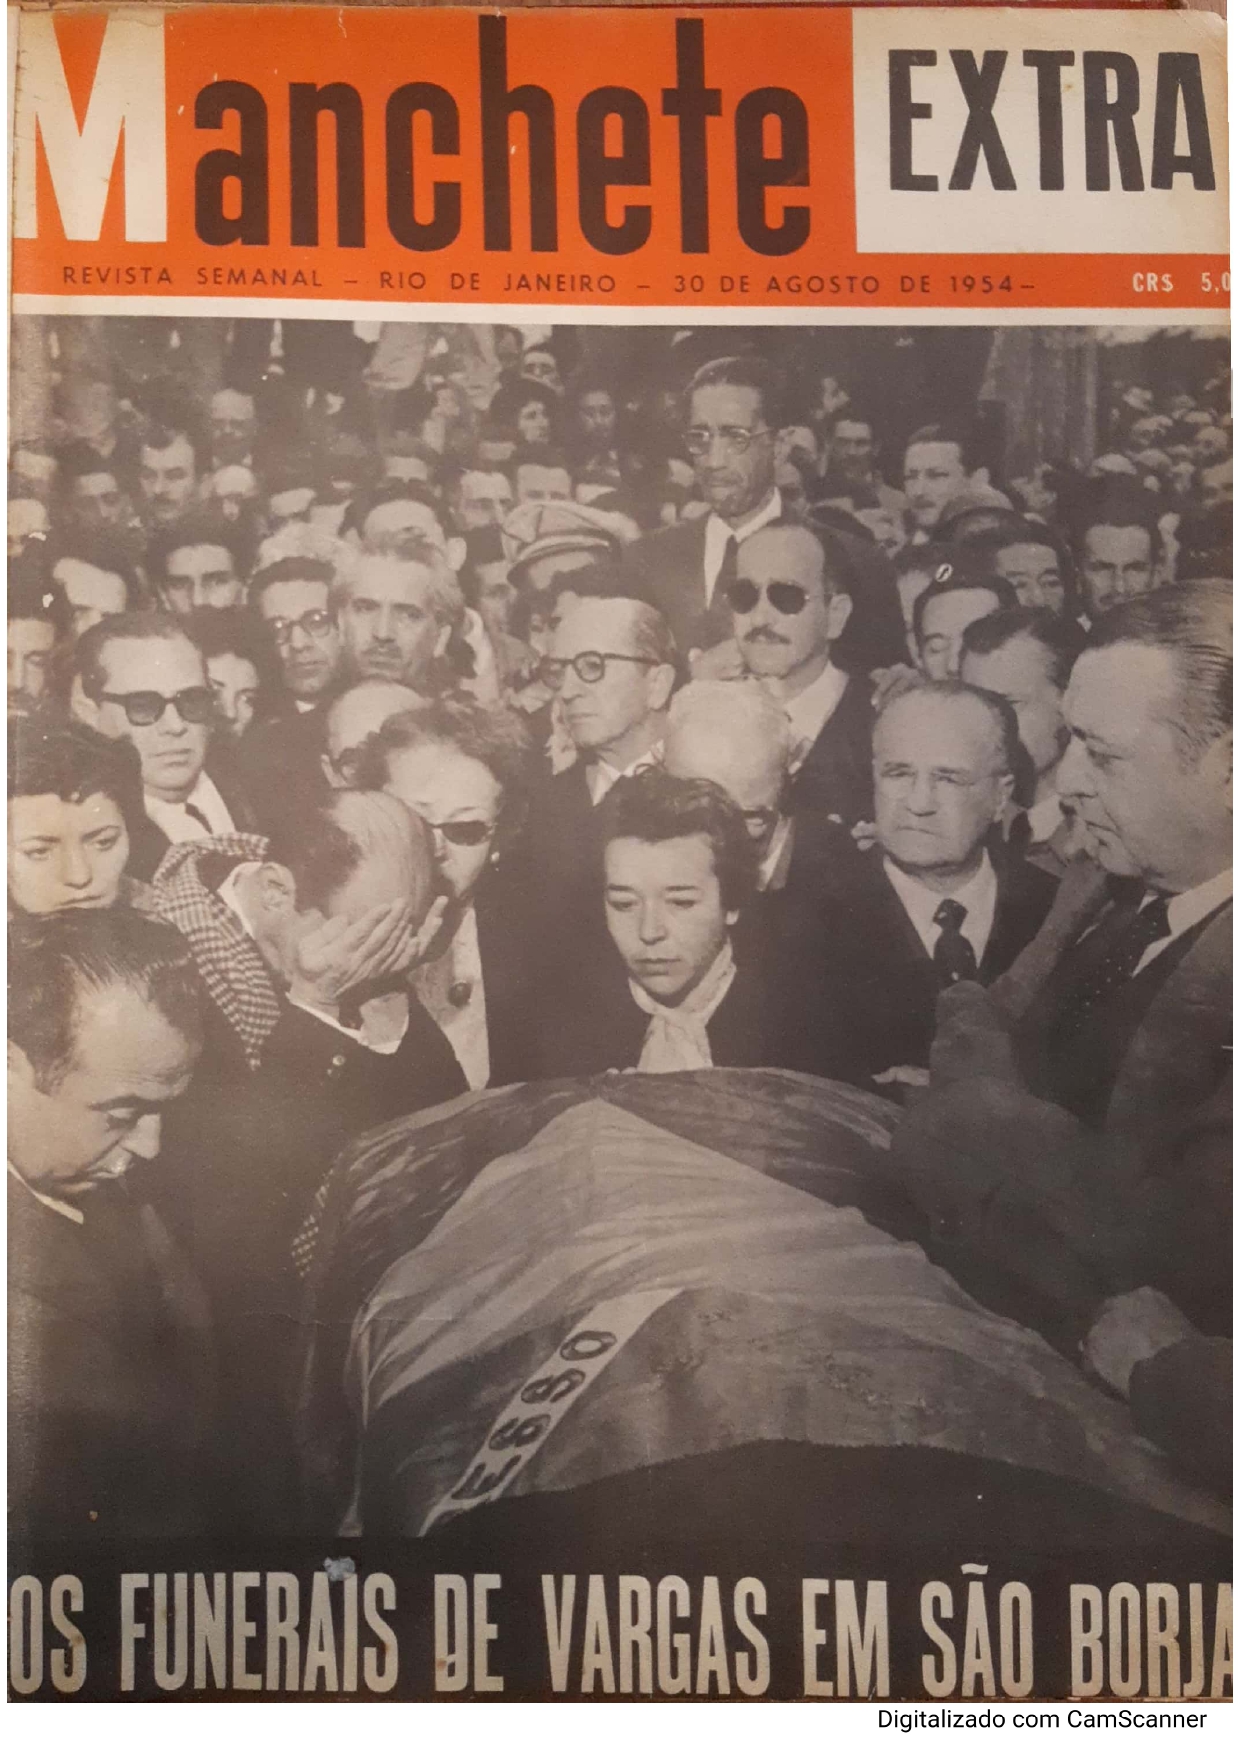 Manchete EXTRA
REVISTA SEMANAL – RIO DE JANEIRO – 30 DE AGOSTO DE 1954 – CR$ 5,0
ESSO
OS FUNERAIS DE VARGAS EM SÃO BORJA
Digitalizado com CamScanner